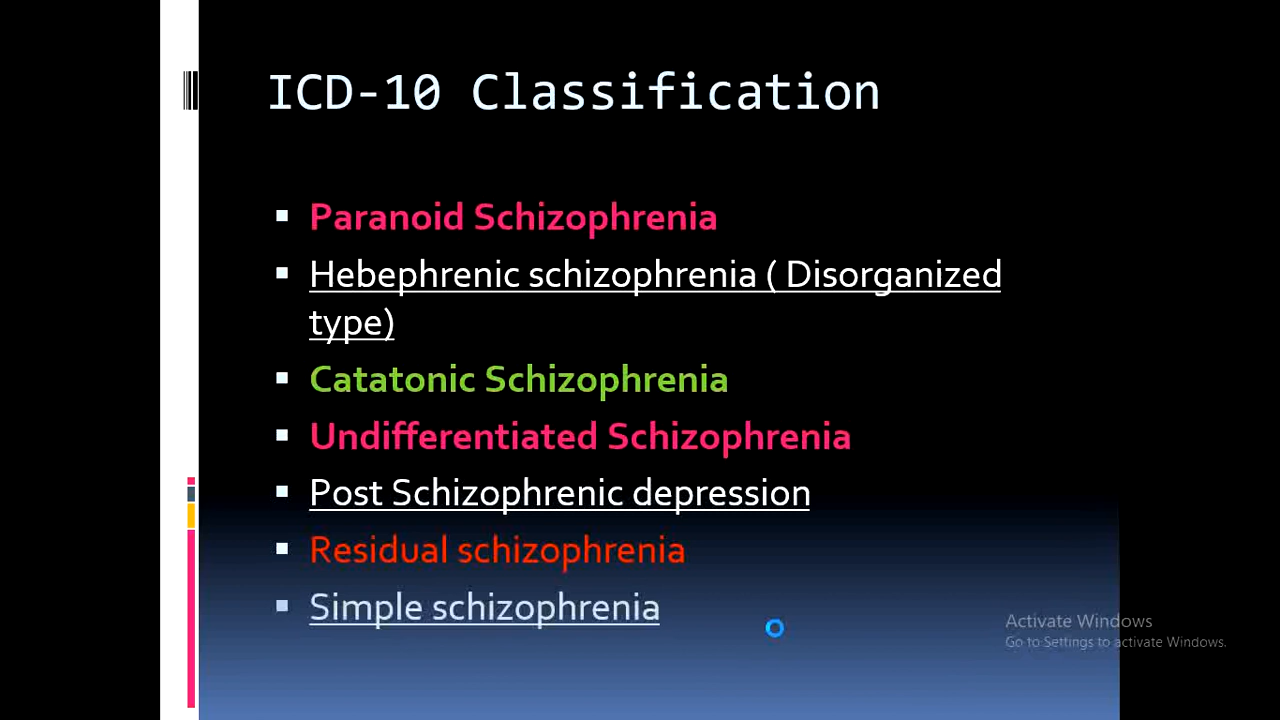 ICD-10 Classification
Paranoid Schizophrenia
Hebephrenic schizophrenia ( Disorganized
type)
Catatonic Schizophrenia
Undifferentiated Schizophrenia
Post Schizophrenic depression
Residual schizophrenia
Simple schizophrenia
Activate Windows
Go to Settings to activate Windows.